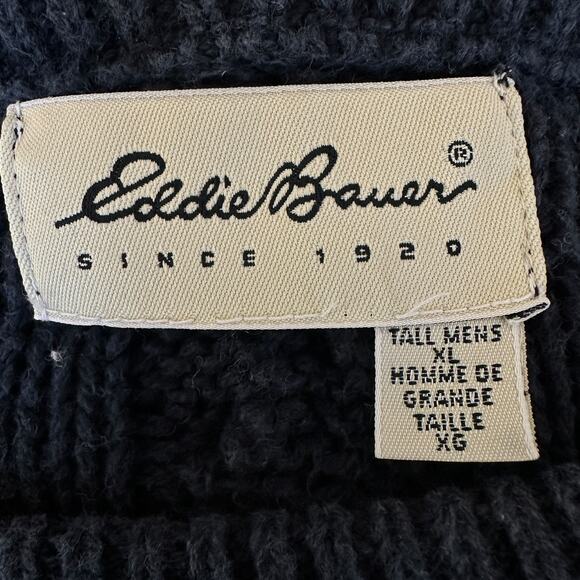 Eddie Bauer®
SINCE 1920
TALL MENS
XL
HOMME DE
GRANDE
TAILLE
XG